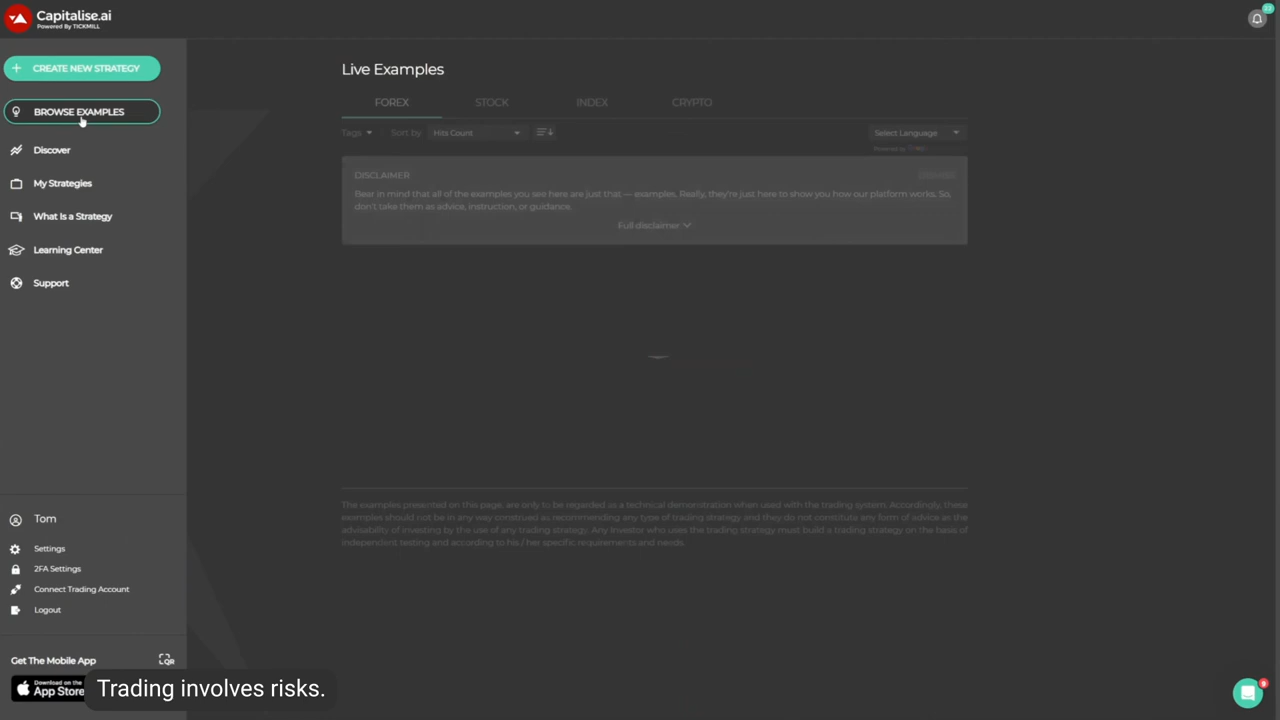 Capitalise.ai
Powered By TICKMILL
22
CREATE NEW STRATEGY
BROWSE EXAMPLES
Discover
My Strategies
What Is a Strategy
Learning Center
Support
Live Examples
FOREX STOCK INDEX CRYPTO
Tags Sort by Hits Count Select Language
Powered by
DISCLAIMER
Bear in mind that all of the examples you see here are just that — examples. Really, they're just here to show you how our platform works. So,
don't take them as advice, instruction, or guidance.
Full disclaimer
The examples presented on this page, are only to be regarded as a technical demonstration when used with the trading system. Accordingly, these
examples should not be in any way construed as recommending any type of trading strategy and they do not constitute any form of advice as the
advisability of investing by the use of any trading strategy. Any Investor who uses the trading strategy must build a trading strategy on the basis of
independent testing and according to his / her specific requirements and needs.
Tom
Settings
2FA Settings
Connect Trading Account
Logout
Get The Mobile App
QR
Download on the
App Store
Trading involves risks.
9